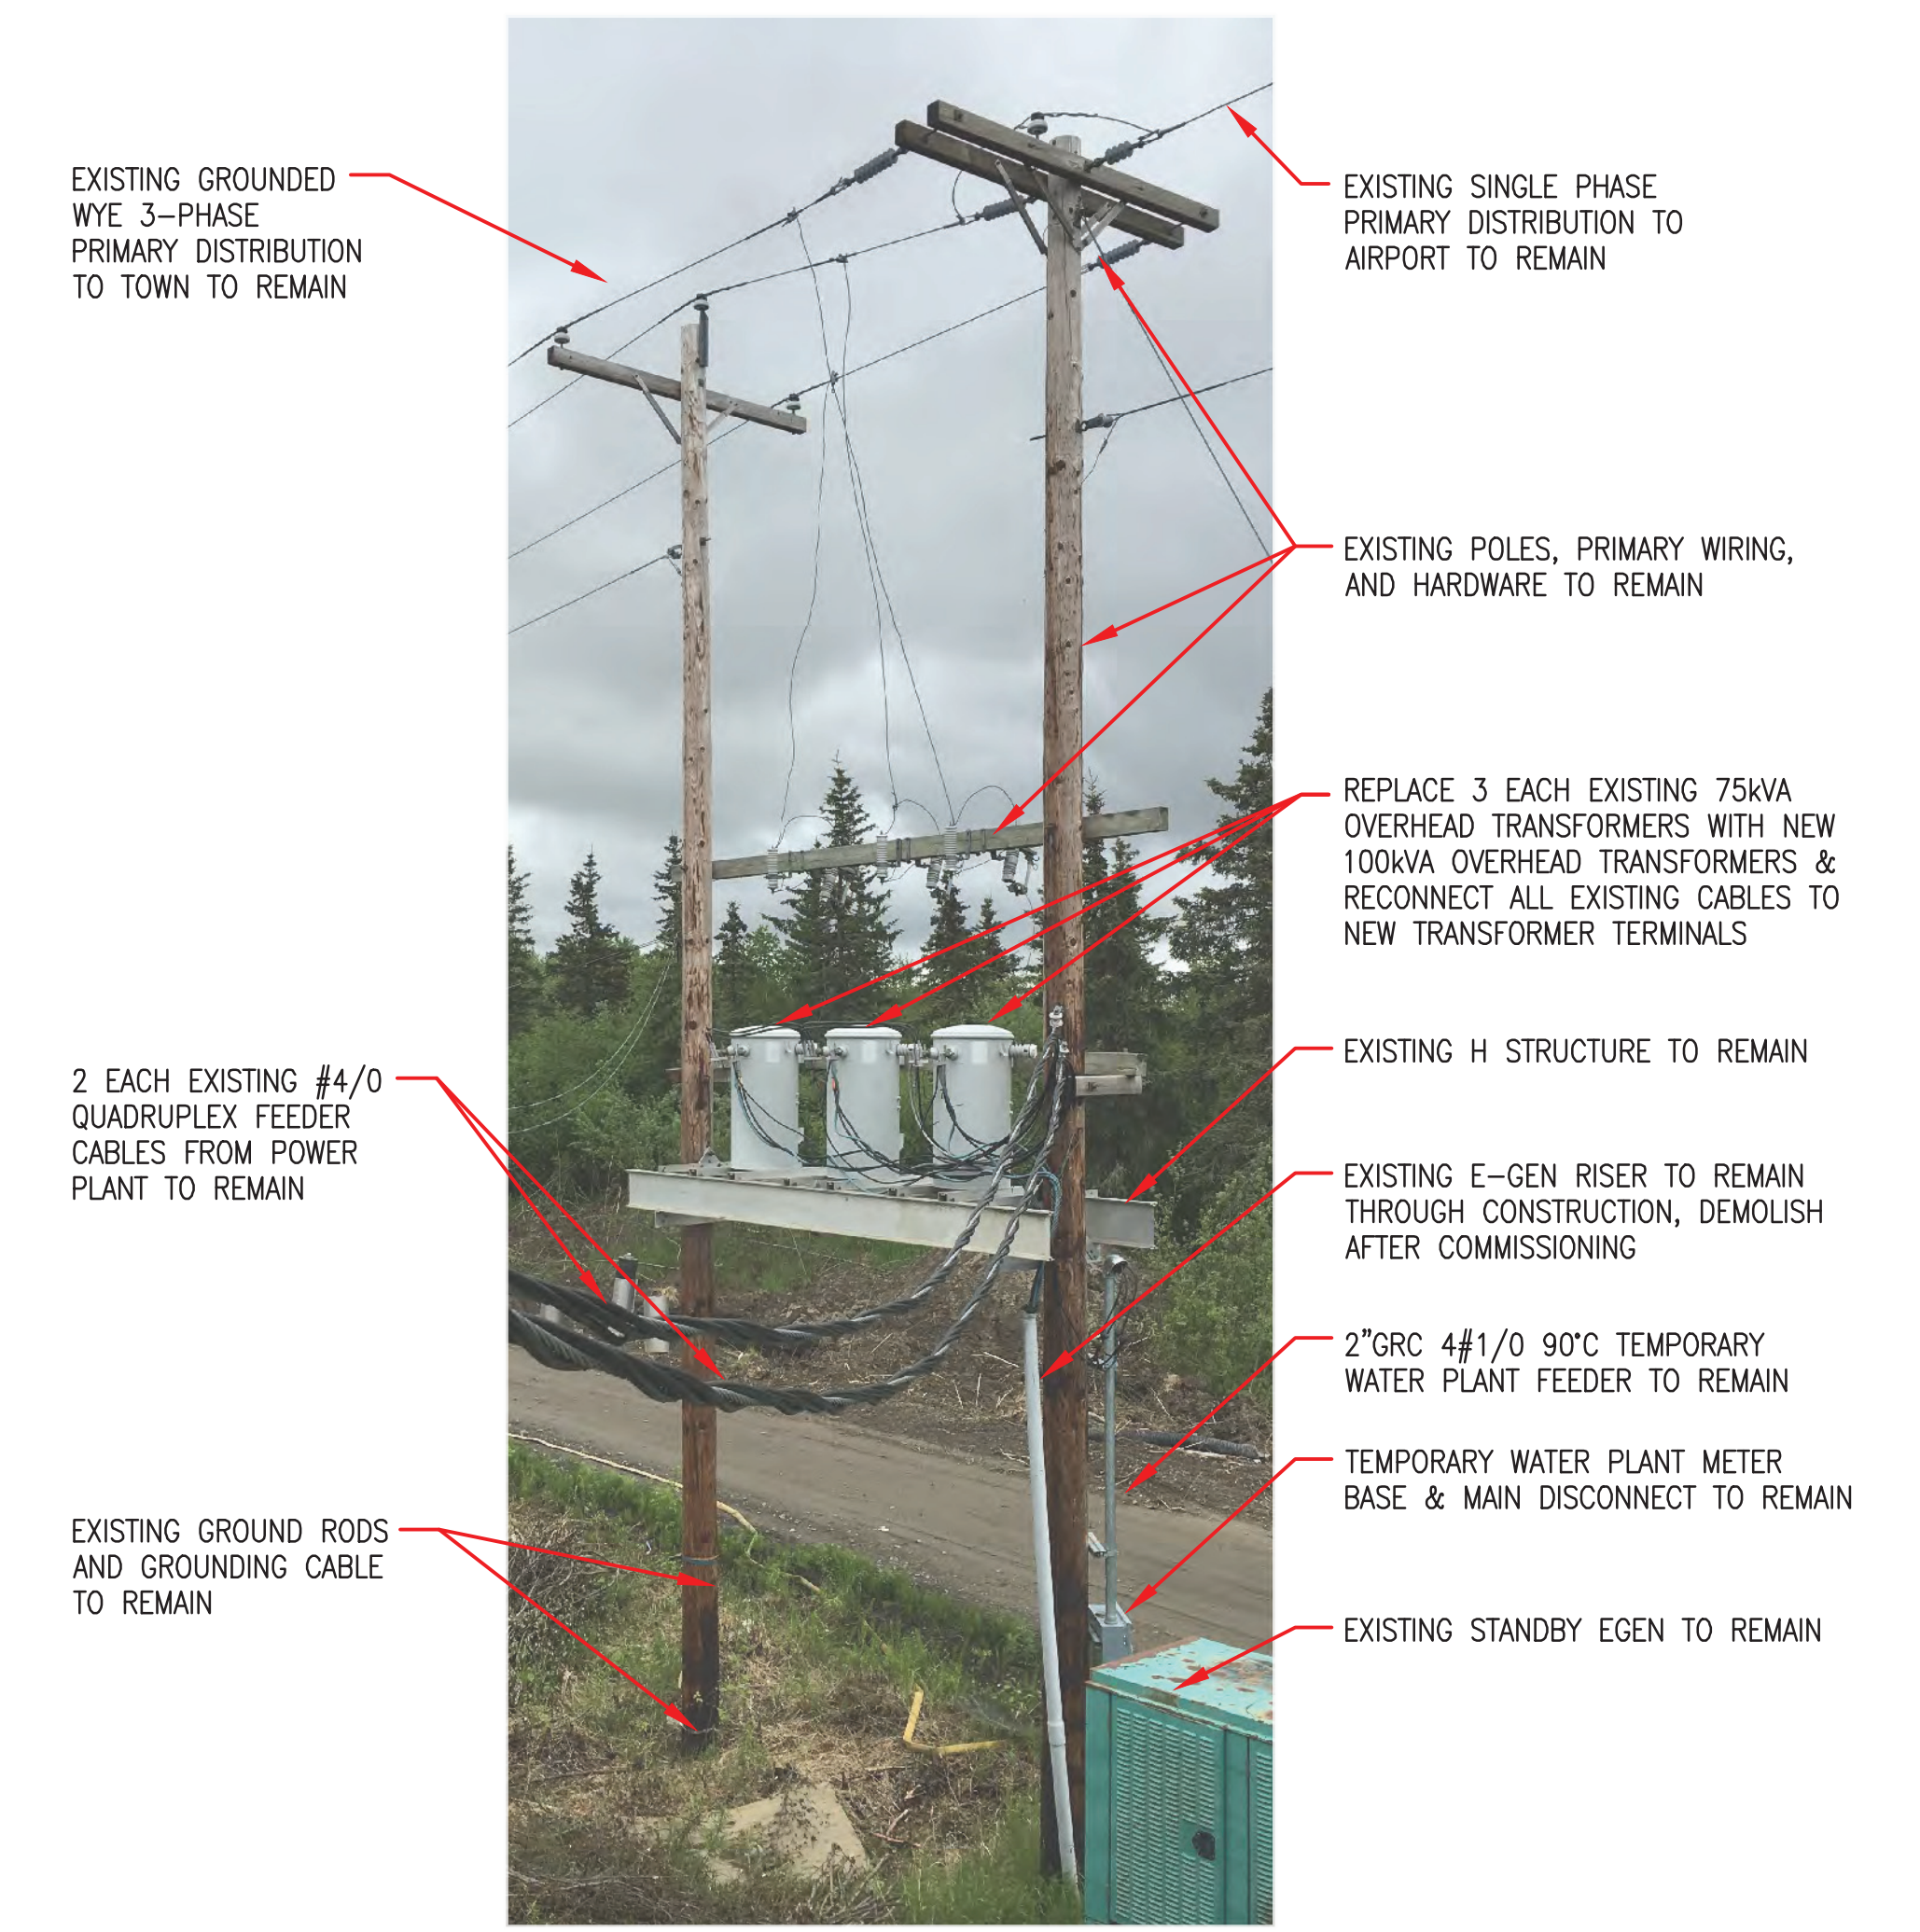 EXISTING GROUNDED
WYE 3-PHASE
PRIMARY DISTRIBUTION
TO TOWN TO REMAIN
2 EACH EXISTING #4/0
QUADRUPLEX FEEDER
CABLES FROM POWER
PLANT TO REMAIN
EXISTING GROUND RODS
AND GROUNDING CABLE
TO REMAIN
EXISTING SINGLE PHASE
PRIMARY DISTRIBUTION TO
AIRPORT TO REMAIN
EXISTING POLES, PRIMARY WIRING,
AND HARDWARE TO REMAIN
REPLACE 3 EACH EXISTING 75kVA
OVERHEAD TRANSFORMERS WITH NEW
100kVA OVERHEAD TRANSFORMERS &
RECONNECT ALL EXISTING CABLES TO
NEW TRANSFORMER TERMINALS
EXISTING H STRUCTURE TO REMAIN
EXISTING E-GEN RISER TO REMAIN
THROUGH CONSTRUCTION, DEMOLISH
AFTER COMMISSIONING
2"GRC 4#1/0 90°C TEMPORARY
WATER PLANT FEEDER TO REMAIN
TEMPORARY WATER PLANT METER
BASE & MAIN DISCONNECT TO REMAIN
EXISTING STANDBY EGEN TO REMAIN